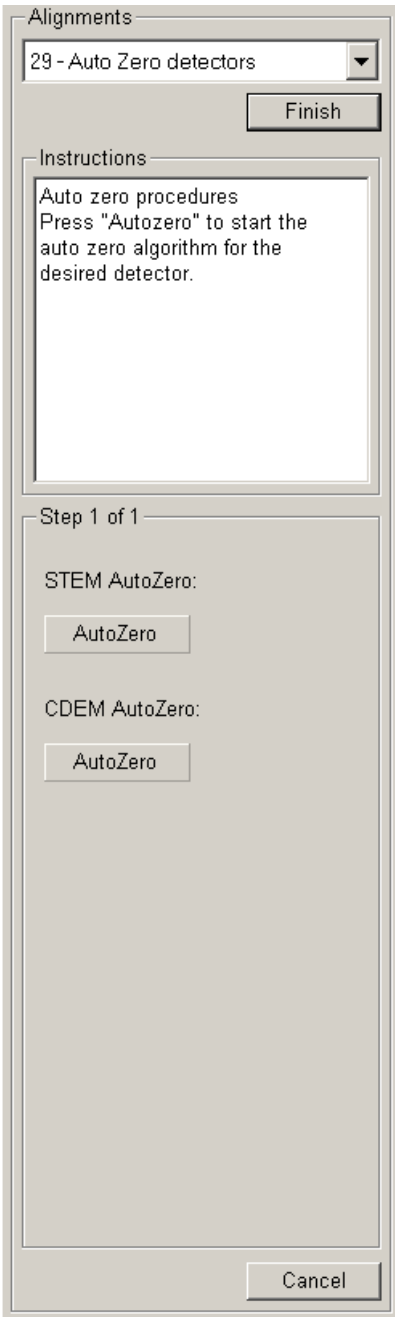 Alignments
29 - Auto Zero detectors
Finish
Instructions
Auto zero procedures
Press "Autozero" to start the
auto zero algorithm for the
desired detector.
Step 1 of 1
STEM AutoZero:
AutoZero
CDEM AutoZero:
AutoZero
Cancel